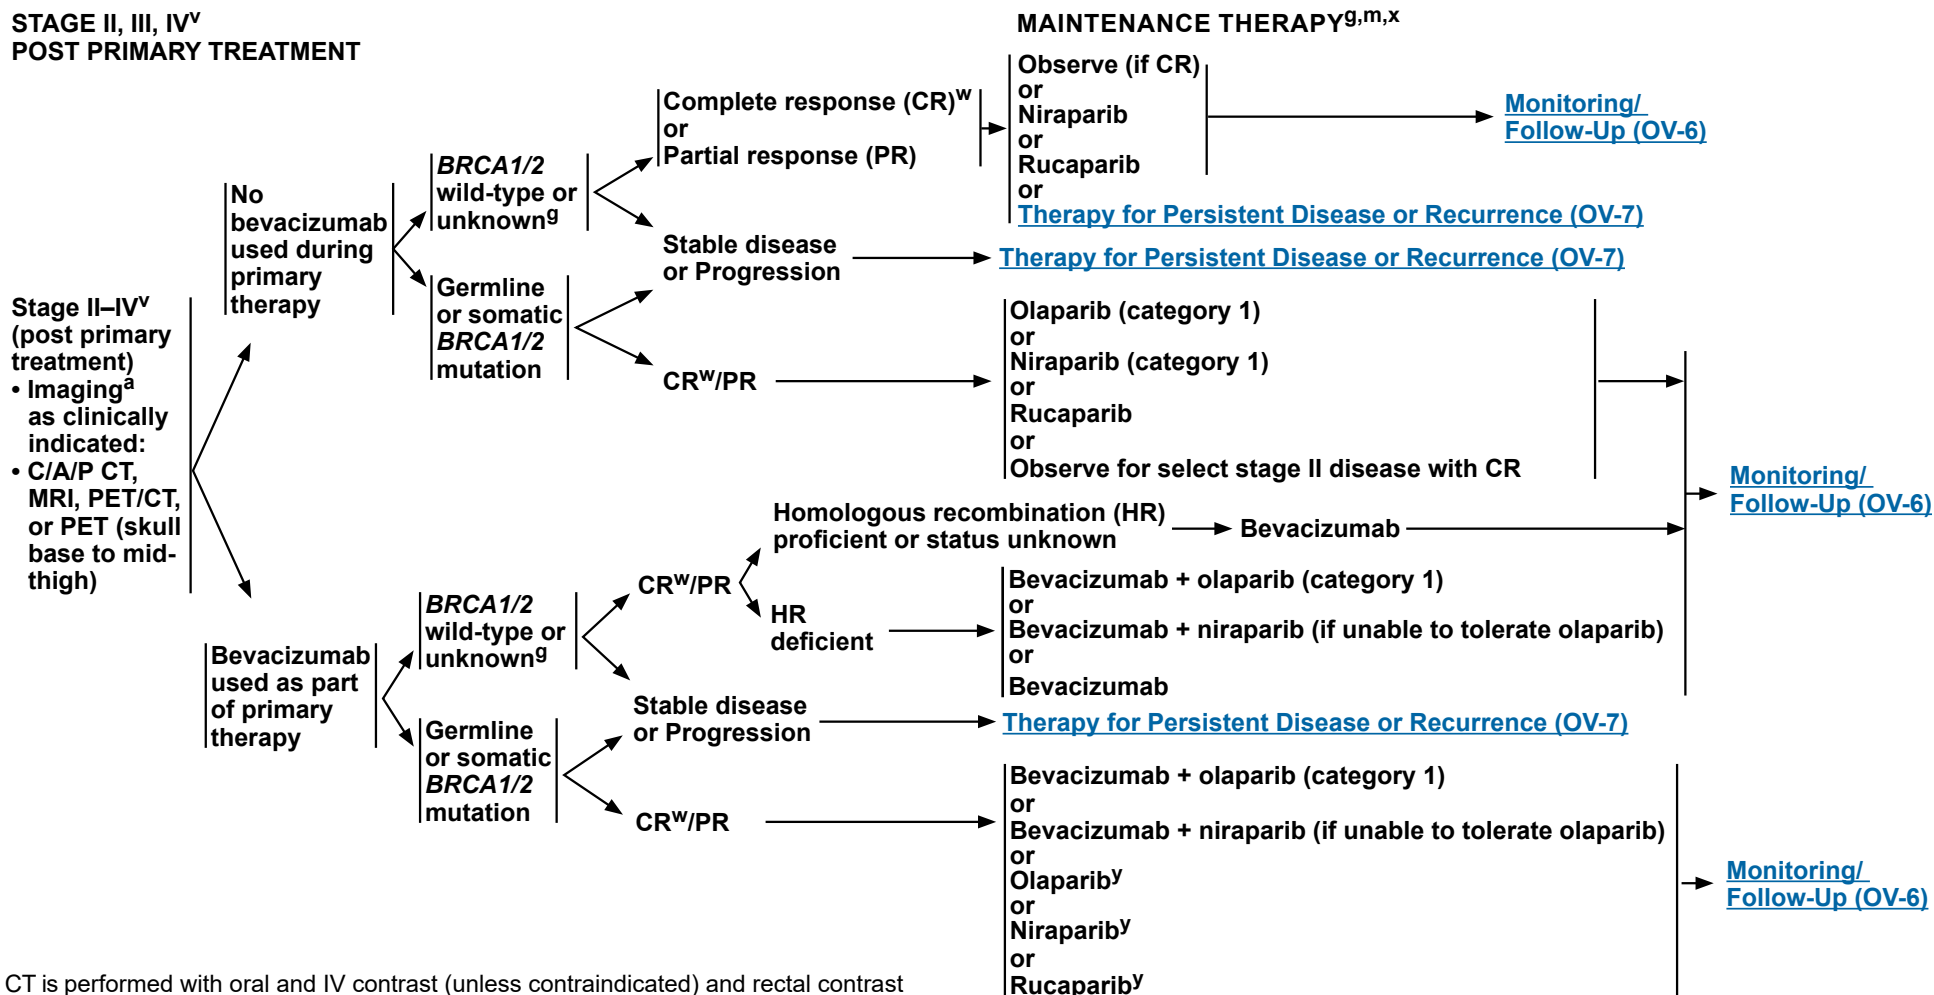 STAGE II, III, IVv
POST PRIMARY TREATMENT
MAINTENANCE THERAPYg,m,x
Stage II–IVv
(post primary
treatment)
• Imaginga
as clinically
indicated:
• C/A/P CT,
MRI, PET/CT,
or PET (skull
base to mid-
thigh)
No
bevacizumab
used during
primary
therapy
BRCA1/2
wild-type or
unknowng
Germline
or somatic
BRCA1/2
mutation
Complete response (CR)w
or
Partial response (PR)
Stable disease
or Progression
CRw/PR
Observe (if CR)
or
Niraparib
or
Rucaparib
or
Therapy for Persistent Disease or Recurrence (OV-7)
Monitoring/
Follow-Up (OV-6)
Therapy for Persistent Disease or Recurrence (OV-7)
Olaparib (category 1)
or
Niraparib (category 1)
or
Rucaparib
or
Observe for select stage II disease with CR
Bevacizumab
used as part
of primary
therapy
BRCA1/2
wild-type or
unknowng
Germline
or somatic
BRCA1/2
mutation
CRw/PR
Homologous recombination (HR)
proficient or status unknown
Bevacizumab
HR
deficient
Bevacizumab + olaparib (category 1)
or
Bevacizumab + niraparib (if unable to tolerate olaparib)
or
Bevacizumab
Monitoring/
Follow-Up (OV-6)
Stable disease
or Progression
Therapy for Persistent Disease or Recurrence (OV-7)
CRw/PR
Bevacizumab + olaparib (category 1)
or
Bevacizumab + niraparib (if unable to tolerate olaparib)
or
Olapariby
or
Nirapariby
or
Rucapariby
Monitoring/
Follow-Up (OV-6)
CT is performed with oral and IV contrast (unless contraindicated) and rectal contrast